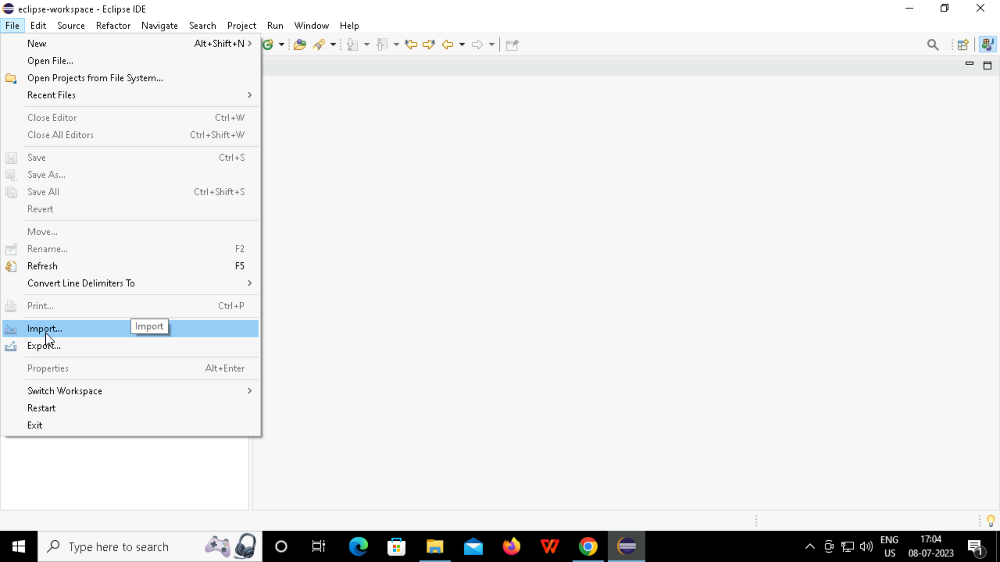 eclipse-workspace - Eclipse IDE
File Edit Source Refactor Navigate Search Project Run Window Help
New Alt+Shift+N
Open File...
Open Projects from File System...
Recent Files
Close Editor Ctrl+W
Close All Editors Ctrl+Shift+W
Save Ctrl+S
Save As...
Save All Ctrl+Shift+S
Revert
Move...
Rename... F2
Refresh F5
Convert Line Delimiters To
Print... Ctrl+P
Import... Import
Export...
Properties Alt+Enter
Switch Workspace
Restart
Exit
Type here to search
ENG 17:04
US 08-07-2023
1